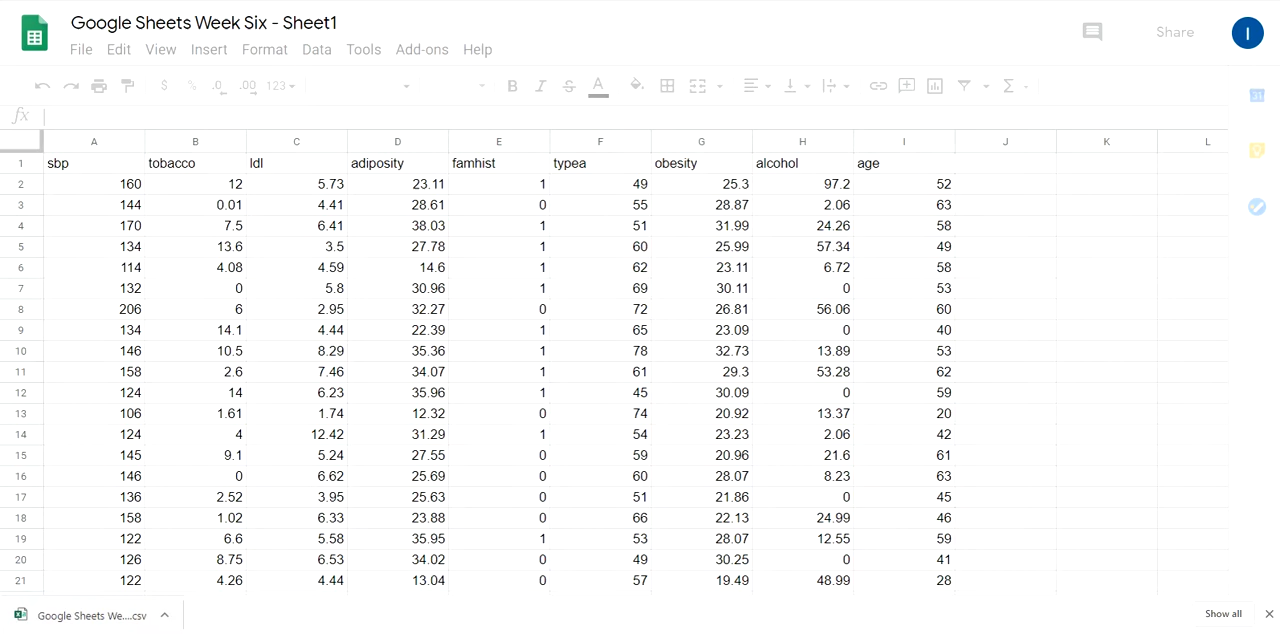 Google Sheets Week Six - Sheet1
File Edit View Insert Format Data Tools Add-ons Help
Share
I
$ % .0 .00 123 B I S A Σ
31
fx
A B C D E F G H I J K L
1 sbp tobacco ldl adiposity famhist typea obesity alcohol age
2 160 12 5.73 23.11 1 49 25.3 97.2 52
3 144 0.01 4.41 28.61 0 55 28.87 2.06 63
4 170 7.5 6.41 38.03 1 51 31.99 24.26 58
5 134 13.6 3.5 27.78 1 60 25.99 57.34 49
6 114 4.08 4.59 14.6 1 62 23.11 6.72 58
7 132 0 5.8 30.96 1 69 30.11 0 53
8 206 6 2.95 32.27 0 72 26.81 56.06 60
9 134 14.1 4.44 22.39 1 65 23.09 0 40
10 146 10.5 8.29 35.36 1 78 32.73 13.89 53
11 158 2.6 7.46 34.07 1 61 29.3 53.28 62
12 124 14 6.23 35.96 1 45 30.09 0 59
13 106 1.61 1.74 12.32 0 74 20.92 13.37 20
14 124 4 12.42 31.29 1 54 23.23 2.06 42
15 145 9.1 5.24 27.55 0 59 20.96 21.6 61
16 146 0 6.62 25.69 0 60 28.07 8.23 63
17 136 2.52 3.95 25.63 0 51 21.86 0 45
18 158 1.02 6.33 23.88 0 66 22.13 24.99 46
19 122 6.6 5.58 35.95 1 53 28.07 12.55 59
20 126 8.75 6.53 34.02 0 49 30.25 0 41
21 122 4.26 4.44 13.04 0 57 19.49 48.99 28
Google Sheets We....csv
Show all